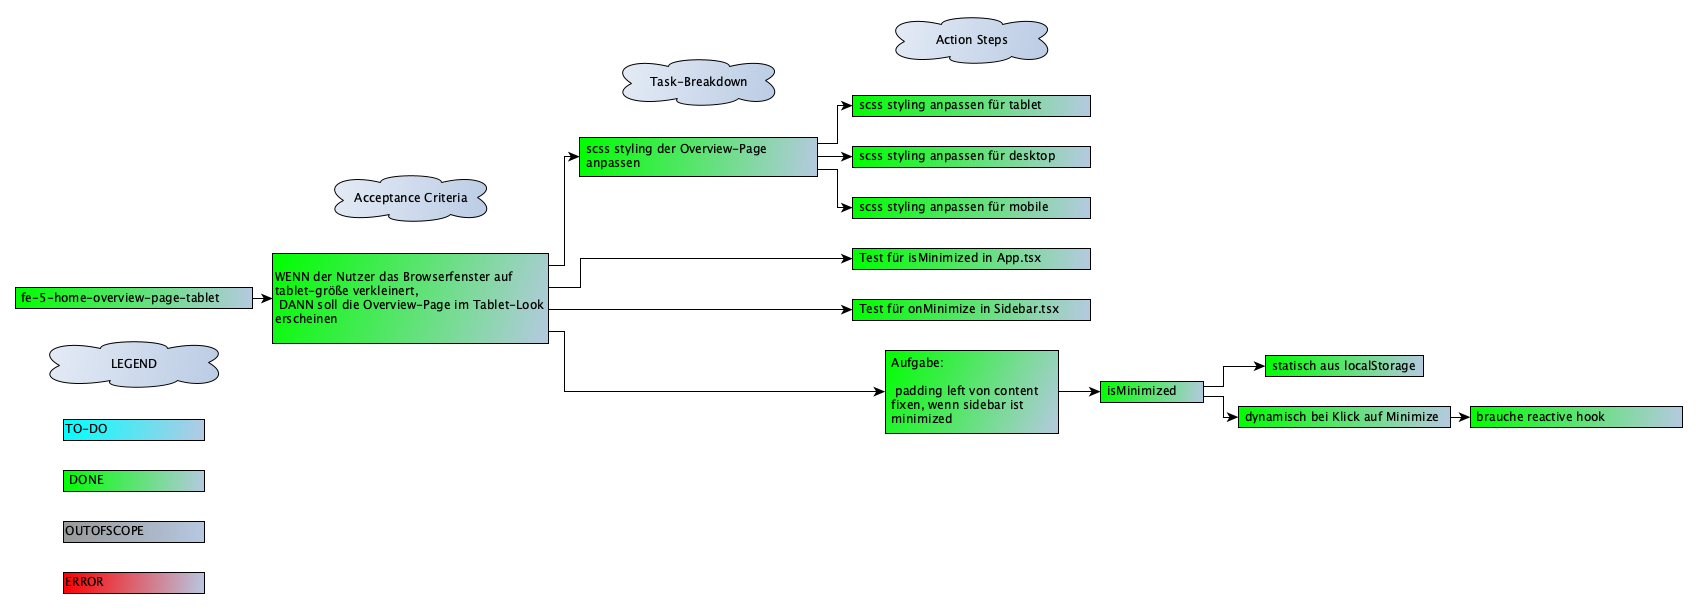 Action Steps
Task-Breakdown
scss styling anpassen für tablet
scss styling der Overview-Page
anpassen
scss styling anpassen für desktop
Acceptance Criteria
scss styling anpassen für mobile
WENN der Nutzer das Browserfenster auf
tablet-größe verkleinert,
DANN soll die Overview-Page im Tablet-Look
erscheinen
Test für isMinimized in App.tsx
fe-5-home-overview-page-tablet
Test für onMinimize in Sidebar.tsx
LEGEND
Aufgabe:
padding left von content
fixen, wenn sidebar ist
minimized
isMinimized
statisch aus localStorage
dynamisch bei Klick auf Minimize
brauche reactive hook
TO-DO
DONE
OUTOFSCOPE
ERROR